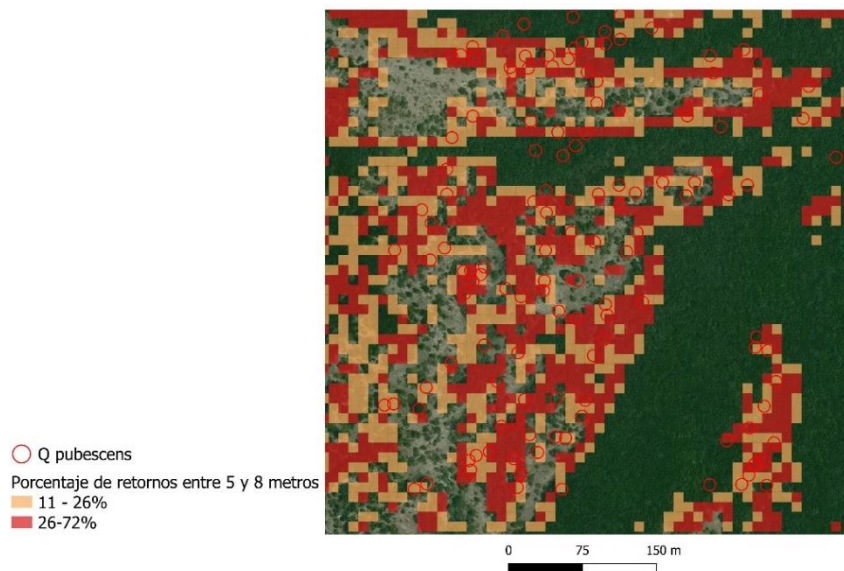 Q pubescens
Porcentaje de retornos entre 5 y 8 metros
11 - 26%
26-72%
0 75 150 m